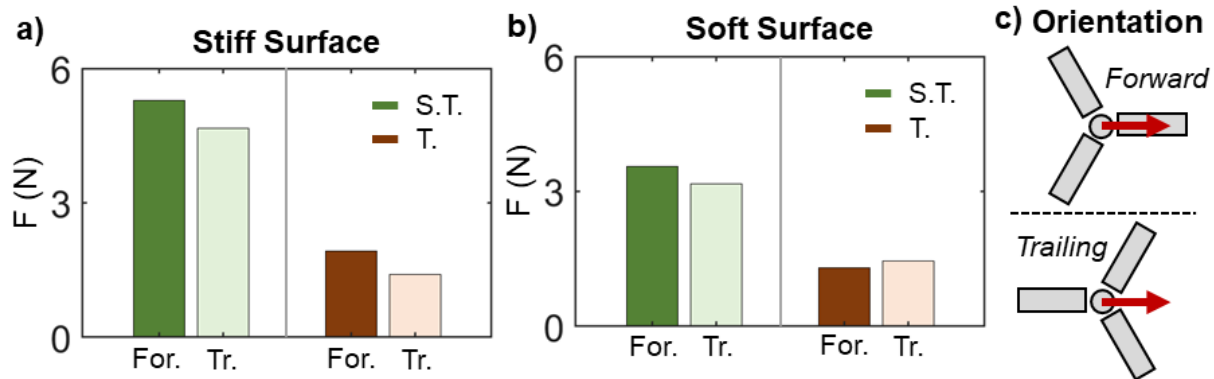 a)
Stiff Surface
6
3
0
F (N)
S.T.
T.
For.
Tr.
For.
Tr.
b)
Soft Surface
6
3
0
F (N)
S.T.
T.
For.
Tr.
For.
Tr.
c) Orientation
Forward
Trailing